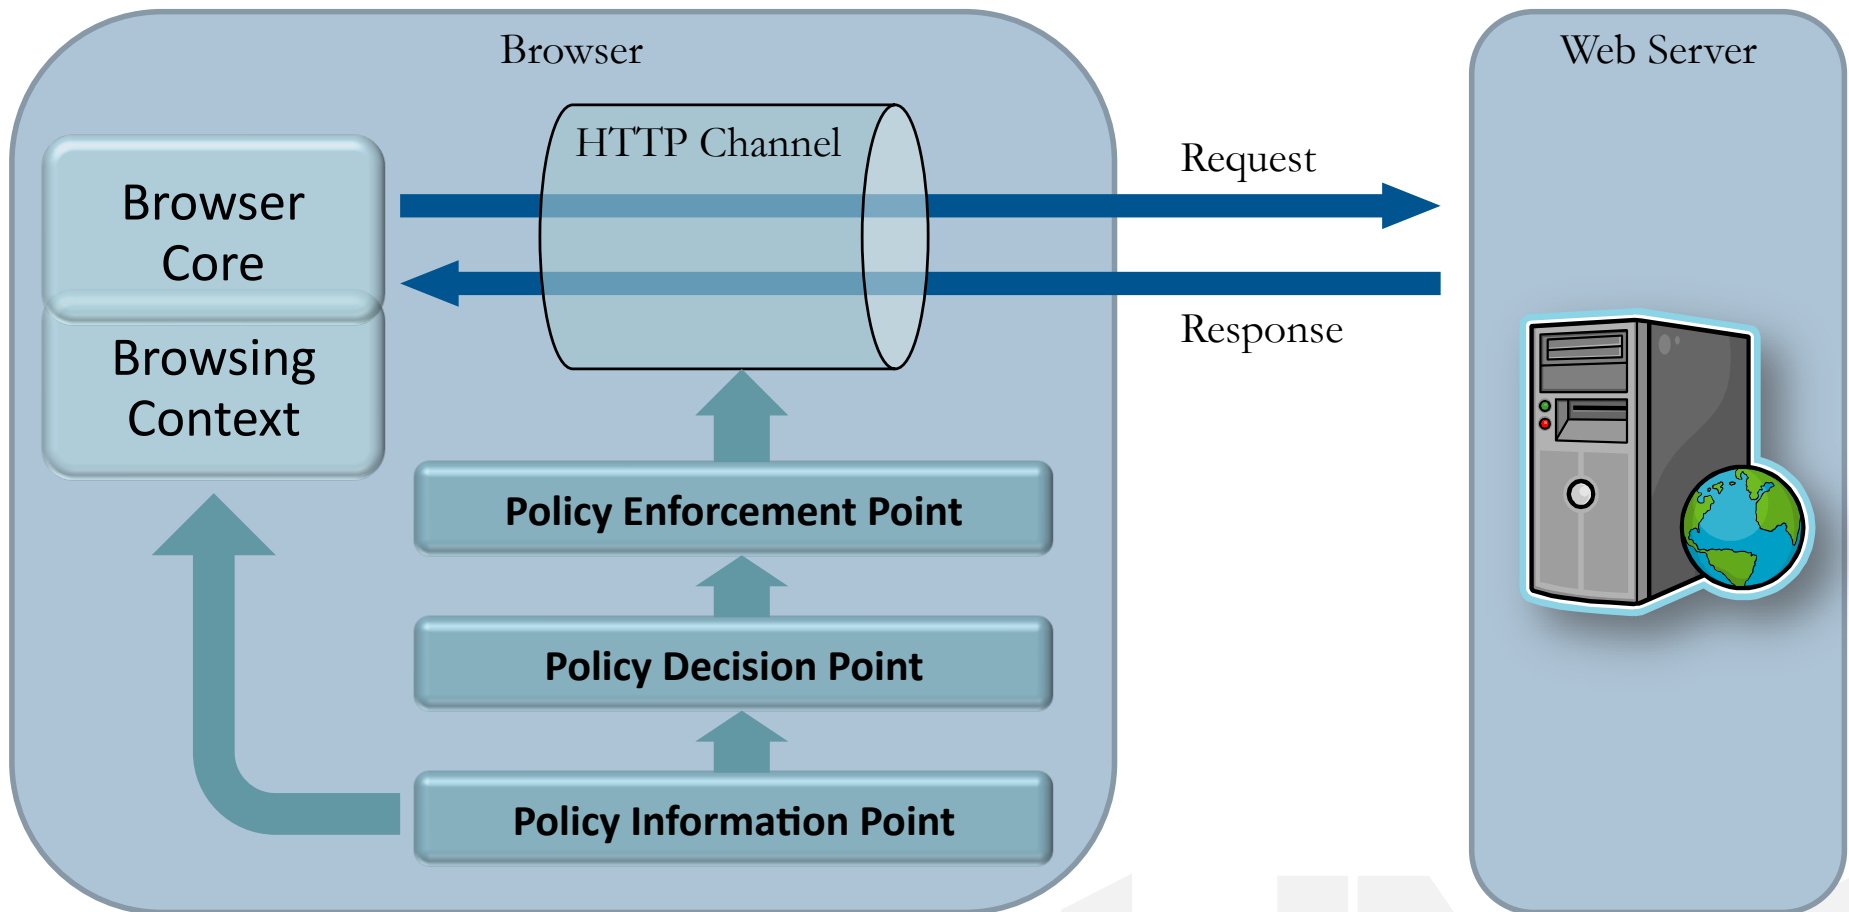 Browser
Web Server
HTTP Channel
Request
Browser
Core
Response
Browsing
Context
Policy Enforcement Point
Policy Decision Point
Policy Information Point